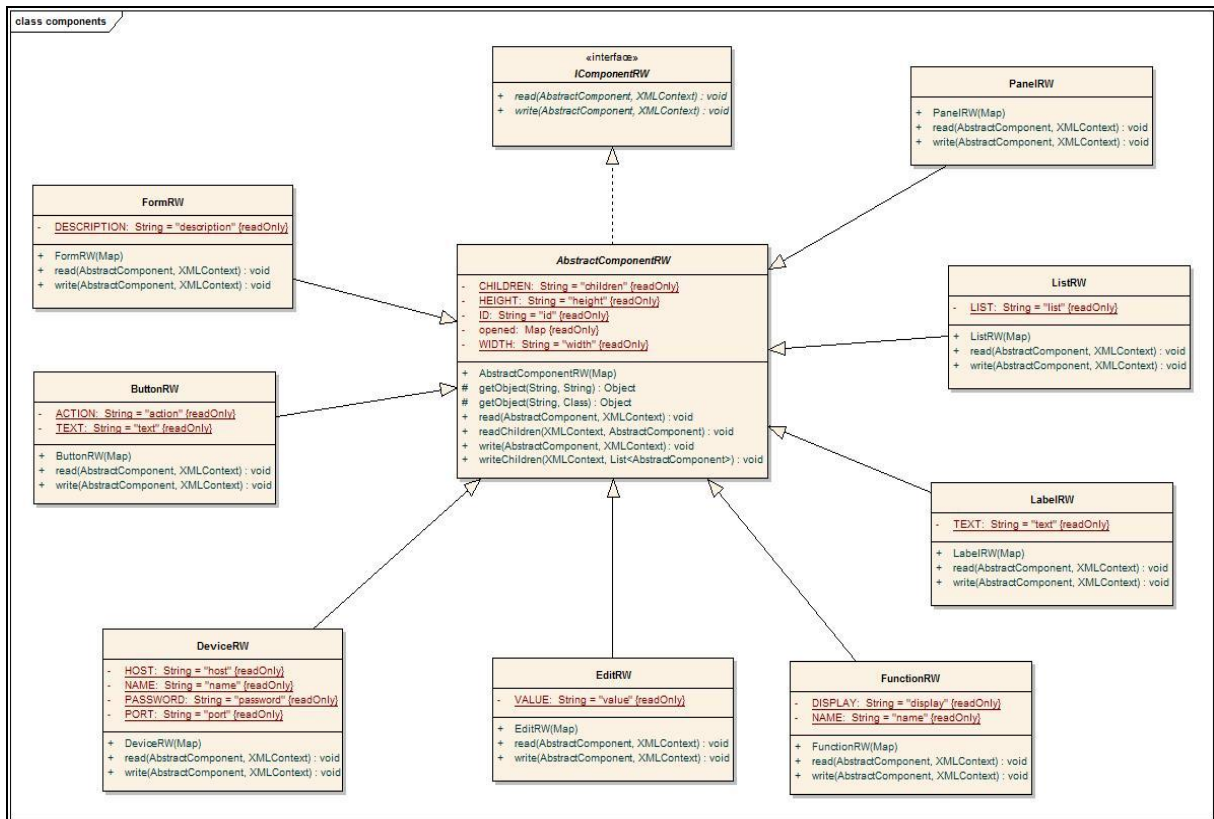 class components
«interface»
IComponentRW
+ read(AbstractComponent, XMLContext) : void
+ write(AbstractComponent, XMLContext) : void
PanelRW
+ PanelRW(Map)
+ read(AbstractComponent, XMLContext) : void
+ write(AbstractComponent, XMLContext) : void
FormRW
- DESCRIPTION: String = "description" {readOnly}
+ FormRW(Map)
+ read(AbstractComponent, XMLContext) : void
+ write(AbstractComponent, XMLContext) : void
AbstractComponentRW
- CHILDREN: String = "children" {readOnly}
- HEIGHT: String = "height" {readOnly}
- ID: String = "id" {readOnly}
- opened: Map {readOnly}
- WIDTH: String = "width" {readOnly}
+ AbstractComponentRW(Map)
# getObject(String, String) : Object
# getObject(String, Class) : Object
+ read(AbstractComponent, XMLContext) : void
+ readChildren(XMLContext, AbstractComponent) : void
+ write(AbstractComponent, XMLContext) : void
+ writeChildren(XMLContext, List<AbstractComponent>) : void
ListRW
- LIST: String = "list" {readOnly}
+ ListRW(Map)
+ read(AbstractComponent, XMLContext) : void
+ write(AbstractComponent, XMLContext) : void
ButtonRW
- ACTION: String = "action" {readOnly}
- TEXT: String = "text" {readOnly}
+ ButtonRW(Map)
+ read(AbstractComponent, XMLContext) : void
+ write(AbstractComponent, XMLContext) : void
LabelRW
- TEXT: String = "text" {readOnly}
+ LabelRW(Map)
+ read(AbstractComponent, XMLContext) : void
+ write(AbstractComponent, XMLContext) : void
DeviceRW
- HOST: String = "host" {readOnly}
- NAME: String = "name" {readOnly}
- PASSWORD: String = "password" {readOnly}
- PORT: String = "port" {readOnly}
+ DeviceRW(Map)
+ read(AbstractComponent, XMLContext) : void
+ write(AbstractComponent, XMLContext) : void
EditRW
- VALUE: String = "value" {readOnly}
+ EditRW(Map)
+ read(AbstractComponent, XMLContext) : void
+ write(AbstractComponent, XMLContext) : void
FunctionRW
- DISPLAY: String = "display" {readOnly}
- NAME: String = "name" {readOnly}
+ FunctionRW(Map)
+ read(AbstractComponent, XMLContext) : void
+ write(AbstractComponent, XMLContext) : void